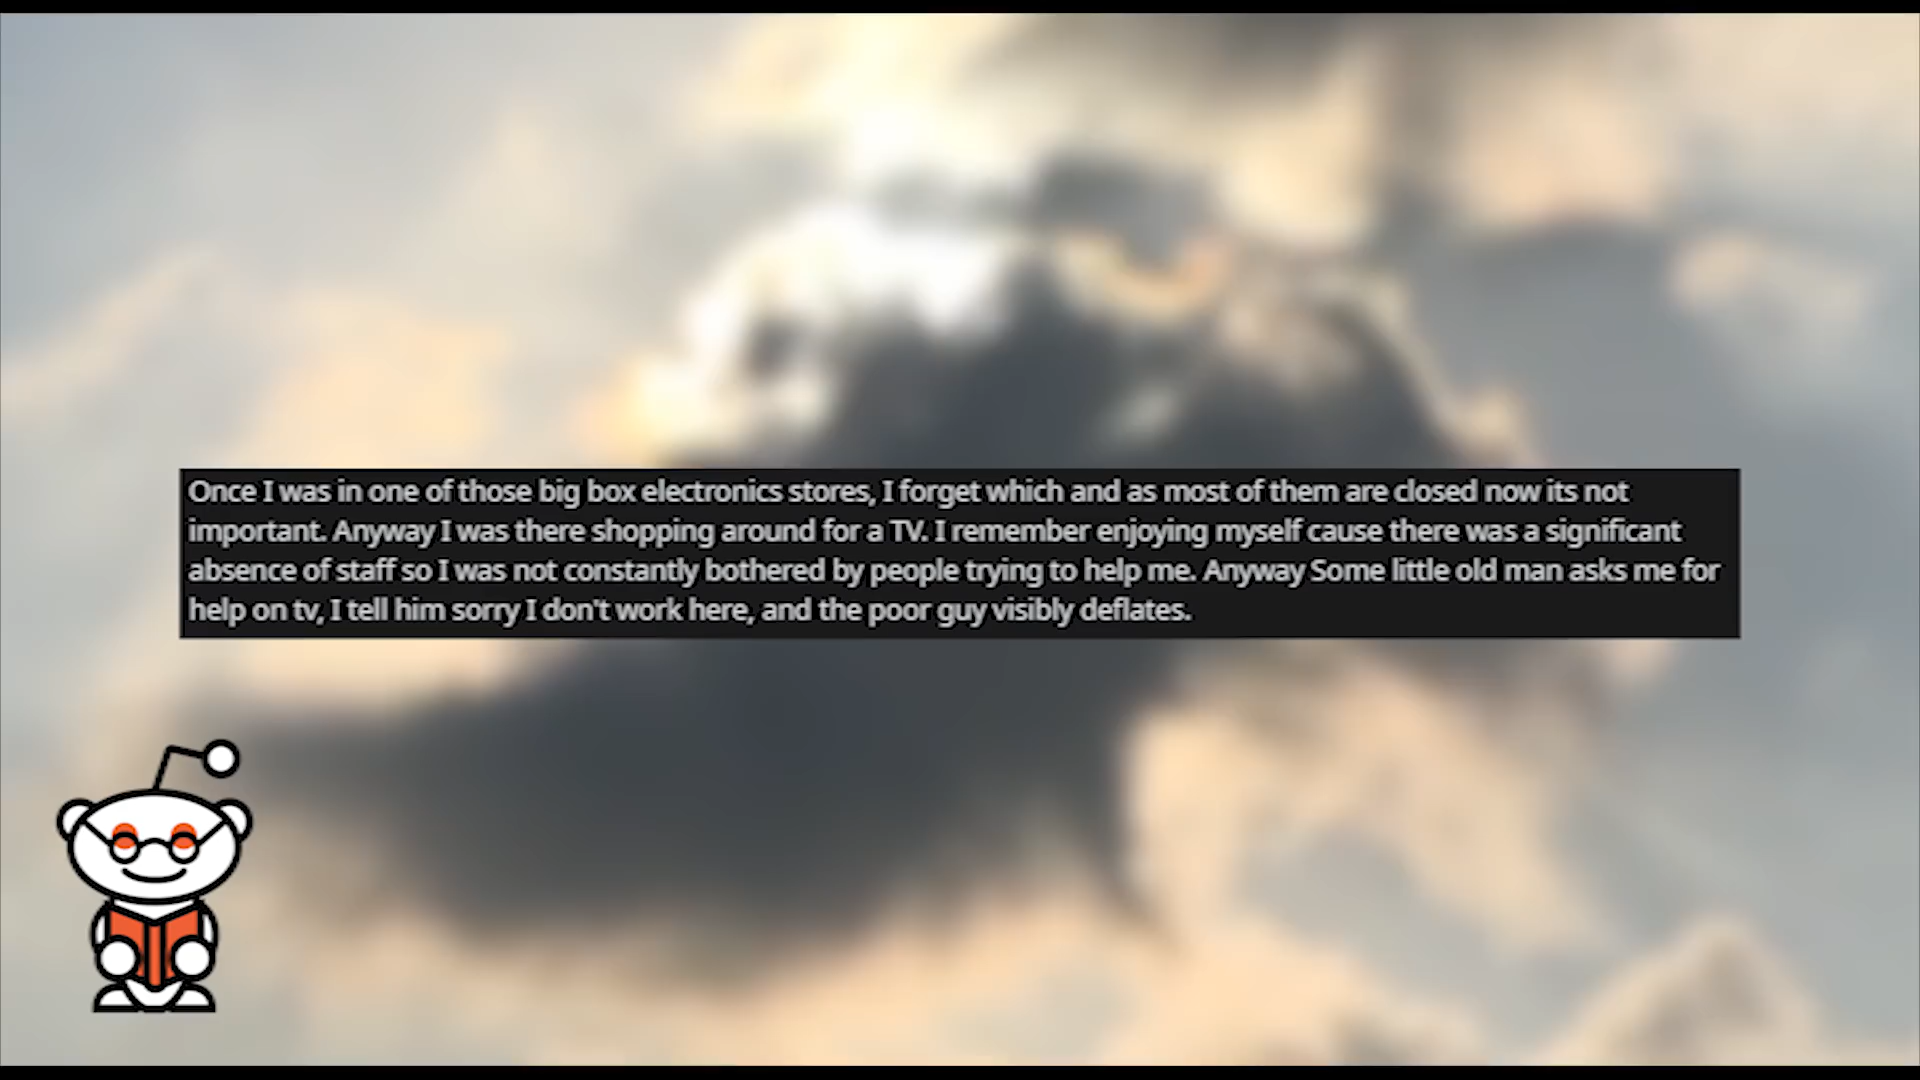 Once I was in one of those big box electronics stores, I forget which and as most of them are closed now its not
important. Anyway I was there shopping around for a TV. I remember enjoying myself cause there was a significant
absence of staff so I was not constantly bothered by people trying to help me. Anyway Some little old man asks me for
help on tv, I tell him sorry I don't work here, and the poor guy visibly deflates.